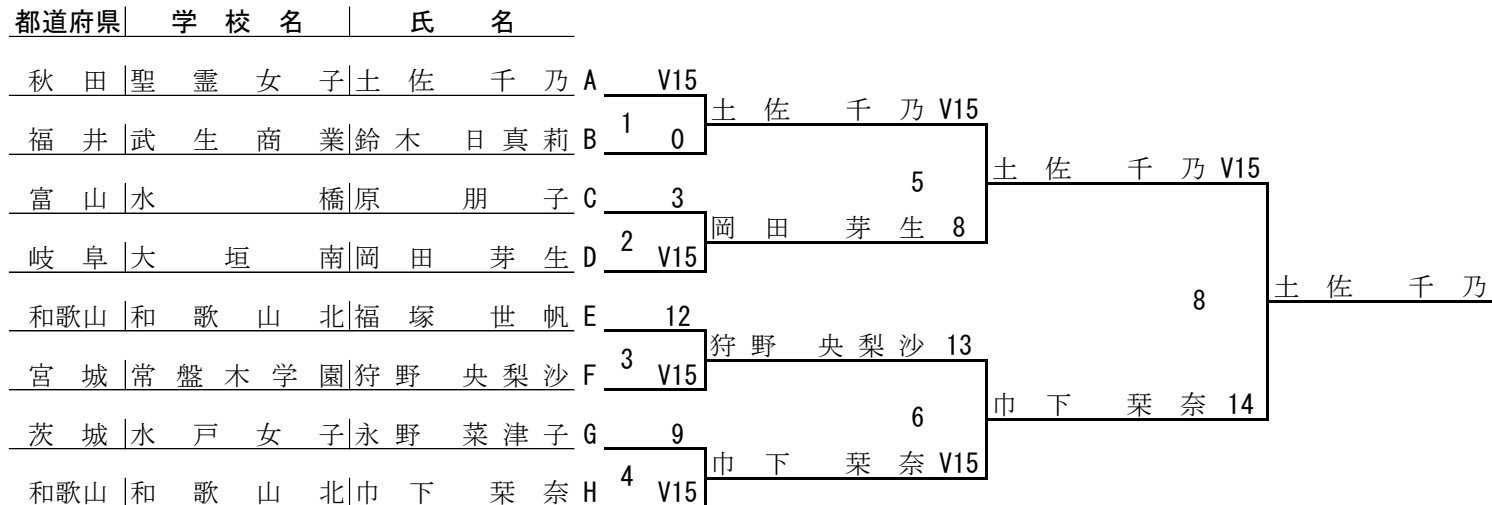 都道府県 学校名 氏名
秋田 聖霊女子 土佐千乃 A V15
土佐千乃 V15
福井 武生商業 鈴木日真莉 B 1 0
土佐千乃 V15
富山 水橋 原朋子 C 3 5
岡田芽生 8
岐阜 大垣南 岡田芽生 D 2 V15
土佐千乃
和歌山 和歌山北 福塚世帆 E 12 8
狩野央梨沙 13
宮城 常盤木学園 狩野央梨沙 F 3 V15
巾下栞奈 14
茨城 水戸女子 永野菜津子 G 9 6
巾下栞奈 V15
和歌山 和歌山北 巾下栞奈 H 4 V15